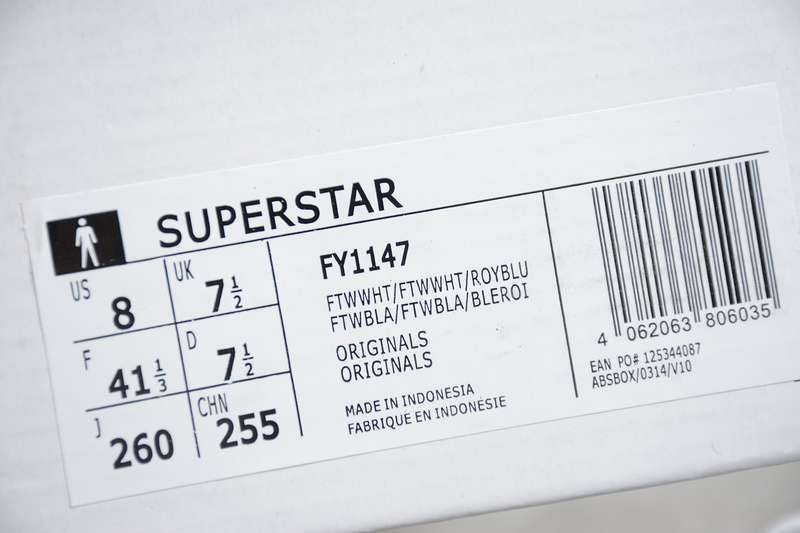 SUPERSTAR
US 8
UK 7 1/2
F 41 1/3
D 7 1/2
J 260
CHN 255
FY1147
FTWWHT/FTWWHT/ROYBLU
FTWBLA/FTWBLA/BLEROI
ORIGINALS
ORIGINALS
MADE IN INDONESIA
FABRIQUÉ EN INDONÉSIE
4 062063 806035
EAN PO# 125344087
ABSBOX/0314/V10